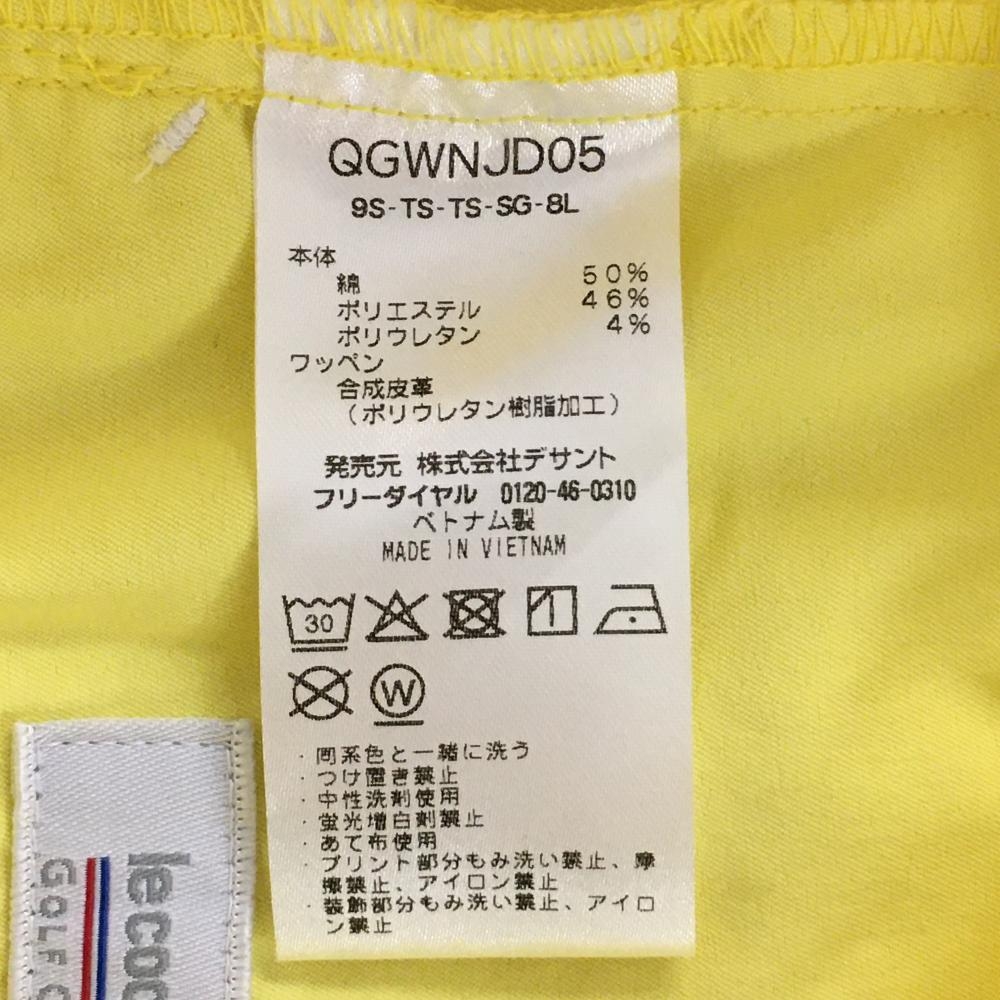 QGWNJD05
9S-TS-TS-SG-8L
本体
綿 50%
ポリエステル 46%
ポリウレタン 4%
ワッペン
合成皮革
(ポリウレタン樹脂加工)
発売元 株式会社デサント
フリーダイヤル 0120-46-0310
ベトナム製
MADE IN VIETNAM
30
1
W
・同系色と一緒に洗う
・つけ置き禁止
・中性洗剤使用
・蛍光増白剤禁止
・あて布使用
・プリント部分もみ洗い禁止、摩
擦禁止、アイロン禁止
・装飾部分もみ洗い禁止、アイロ
ン禁止
lecoq
GOLF